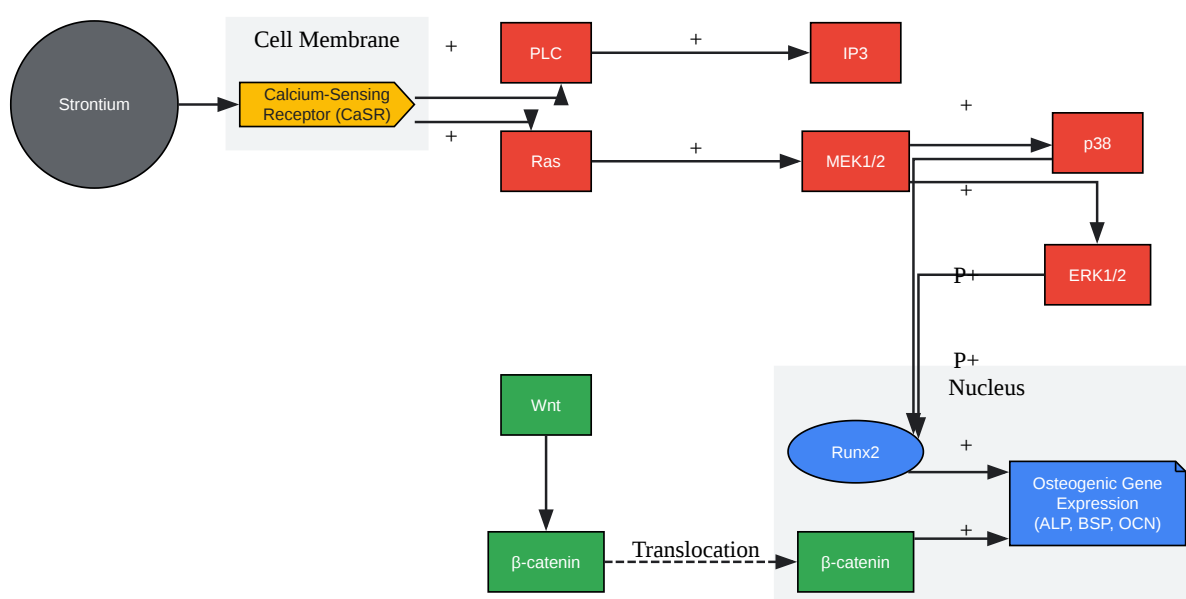 Cell Membrane
+
PLC
+
IP3
Strontium
Calcium-Sensing
Receptor (CaSR)
+
+
Ras
+
MEK1/2
p38
+
P+
ERK1/2
P+
Nucleus
Wnt
Runx2
+
Osteogenic Gene
Expression
(ALP, BSP, OCN)
+
β-catenin
Translocation
β-catenin